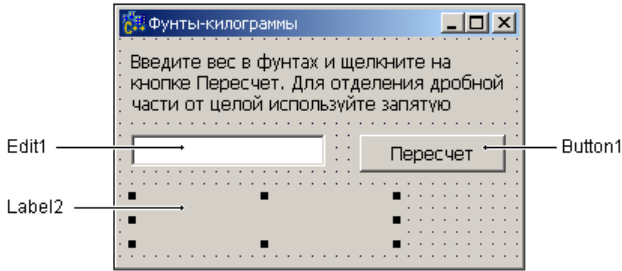 Фунты-килограммы
Введите вес в фунтах и щелкните на
кнопке Пересчет. Для отделения дробной
части от целой используйте запятую
Edit1
Пересчет
Button1
Label2